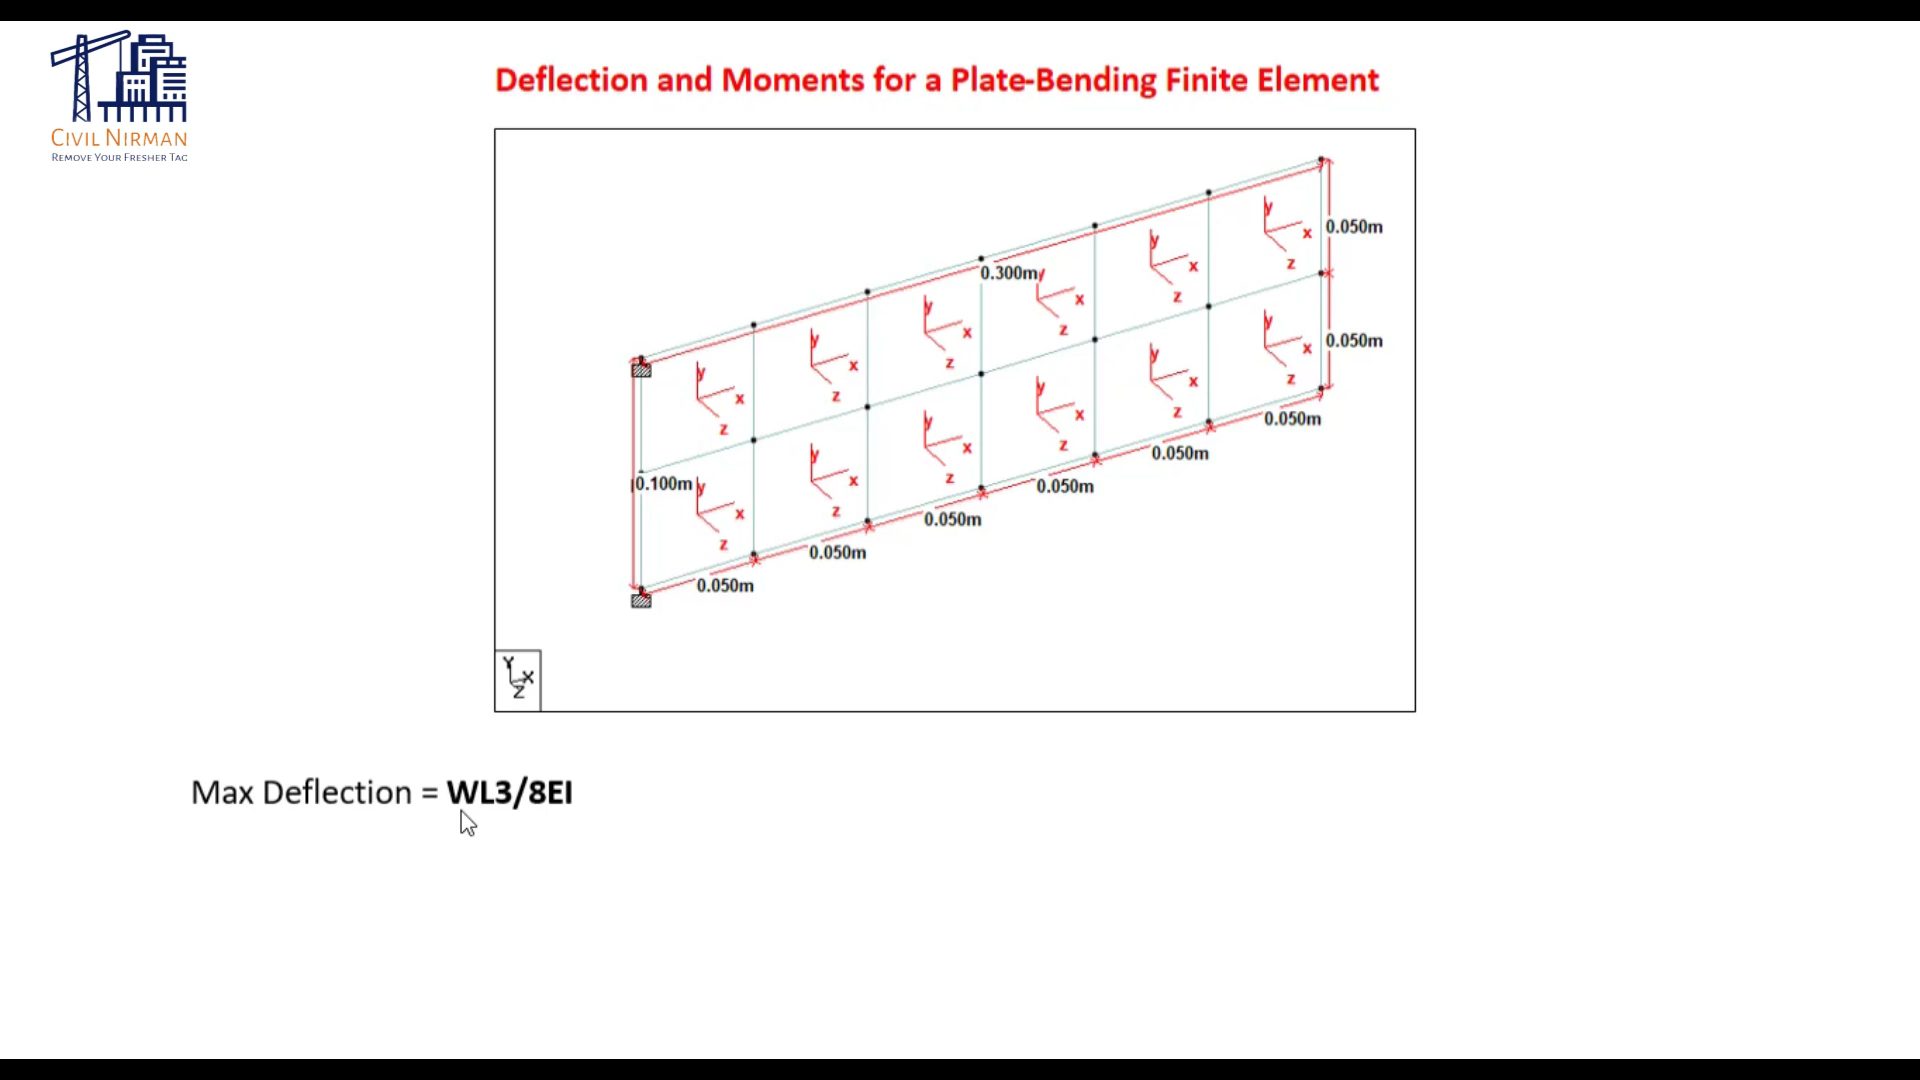 Deflection and Moments for a Plate-Bending Finite Element
CIVIL NIRMAN
REMOVE YOUR FRESHER TAG
y
x
z
0.050m
y
x
z
0.300m
y
x
z
y
x
z
0.050m
y
x
z
y
x
z
y
x
z
0.050m
y
x
z
0.050m
y
x
z
0.050m
y
x
z
0.050m
0.100m
y
x
z
0.050m
y
x
z
0.050m
0.050m
Y
X
Z
Max Deflection = WL3/8EI